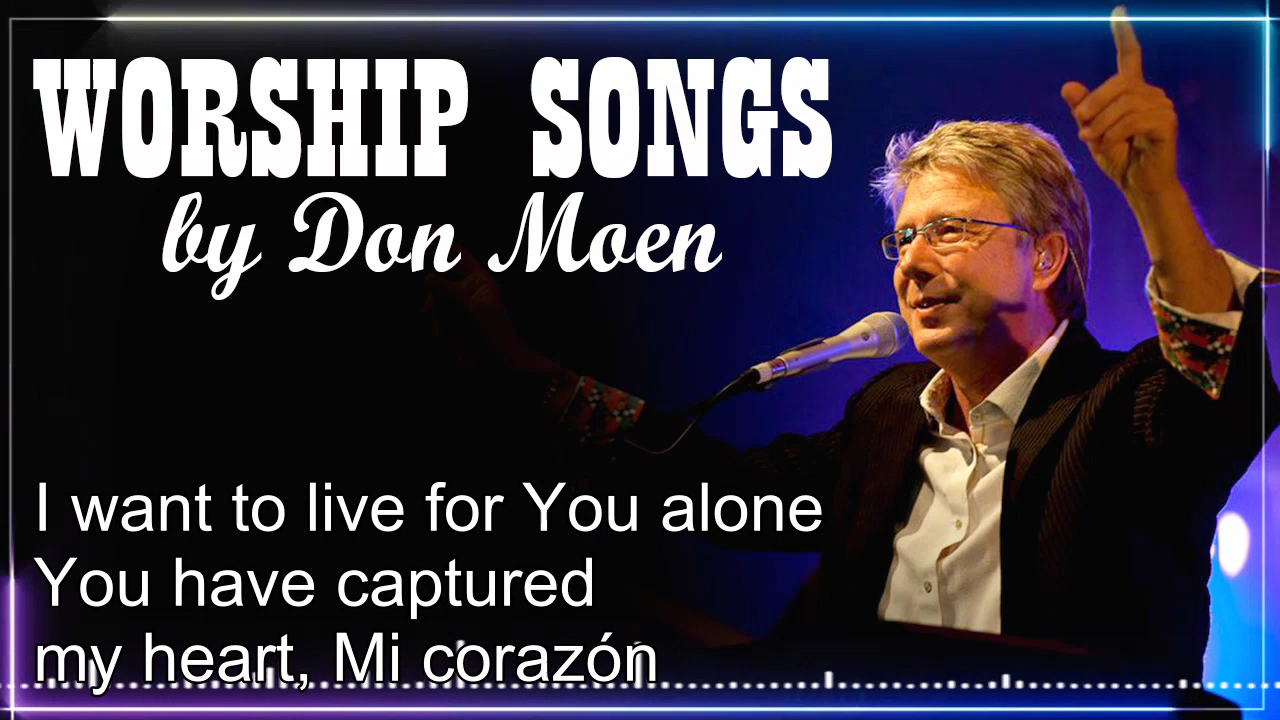 WORSHIP SONGS
by Don Moen
I want to live for You alone
You have captured
my heart, Mi corazón